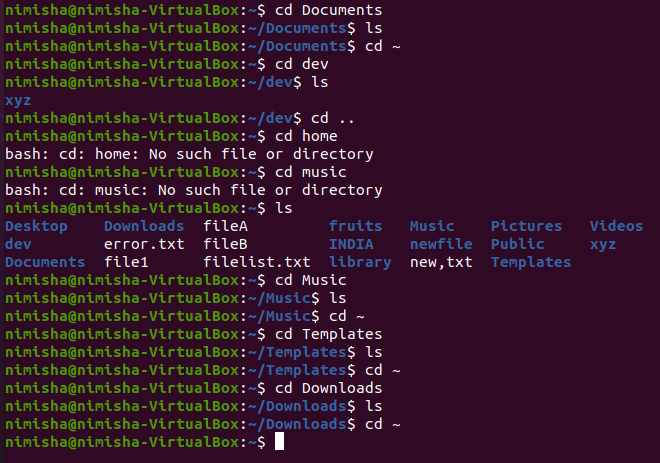 nimisha@nimisha-VirtualBox:~$ cd Documents
nimisha@nimisha-VirtualBox:~/Documents$ ls
nimisha@nimisha-VirtualBox:~/Documents$ cd ~
nimisha@nimisha-VirtualBox:~$ cd dev
nimisha@nimisha-VirtualBox:~/dev$ ls
xyz
nimisha@nimisha-VirtualBox:~/dev$ cd ..
nimisha@nimisha-VirtualBox:~$ cd home
bash: cd: home: No such file or directory
nimisha@nimisha-VirtualBox:~$ cd music
bash: cd: music: No such file or directory
nimisha@nimisha-VirtualBox:~$ ls
Desktop    Downloads  fileA         fruits   Music    Pictures   Videos
dev        error.txt  fileB         INDIA    newfile  Public     xyz
Documents  file1      filelist.txt  library  new,txt  Templates
nimisha@nimisha-VirtualBox:~$ cd Music
nimisha@nimisha-VirtualBox:~/Music$ ls
nimisha@nimisha-VirtualBox:~/Music$ cd ~
nimisha@nimisha-VirtualBox:~$ cd Templates
nimisha@nimisha-VirtualBox:~/Templates$ ls
nimisha@nimisha-VirtualBox:~/Templates$ cd ~
nimisha@nimisha-VirtualBox:~$ cd Downloads
nimisha@nimisha-VirtualBox:~/Downloads$ ls
nimisha@nimisha-VirtualBox:~/Downloads$ cd ~
nimisha@nimisha-VirtualBox:~$